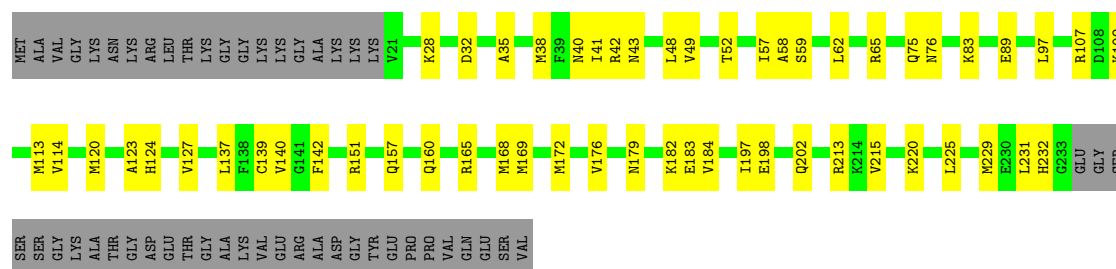 MET ALA VAL GLY LYS ASN LYS ARG LEU THR LYS GLY GLY LYS LYS GLY ALA LYS LYS LYS V21 K28 D32 A35 M38 F39 N40 I41 R42 N43 L48 V49 T52 I57 A58 S59 L62 R65 Q75 N76 K83 E89 L97 R107 D108
M113 V114 M120 A123 H124 V127 L137 F138 C139 V140 G141 F142 R151 Q157 Q160 R165 M168 M169 M172 V176 N179 K182 E183 V184 I197 E198 Q202 R213 K214 V215 K220 L225 M229 E230 L231 H232 G233 GLU GLY SER
SER SER GLY LYS ALA THR GLY ASP GLU THR GLY ALA LYS VAL GLU ARG ALA ASP GLY TYR GLU PRO PRO VAL GLN GLU SER VAL